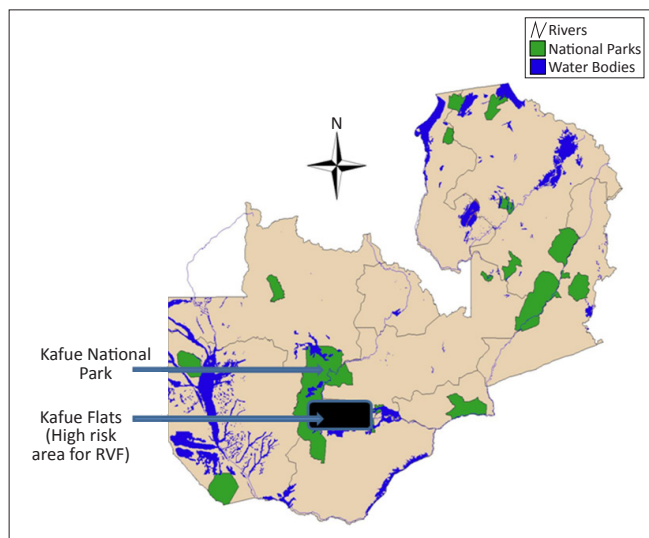 Rivers
National Parks
Water Bodies
N
Kafue National
Park
Kafue Flats
(High risk
area for RVF)